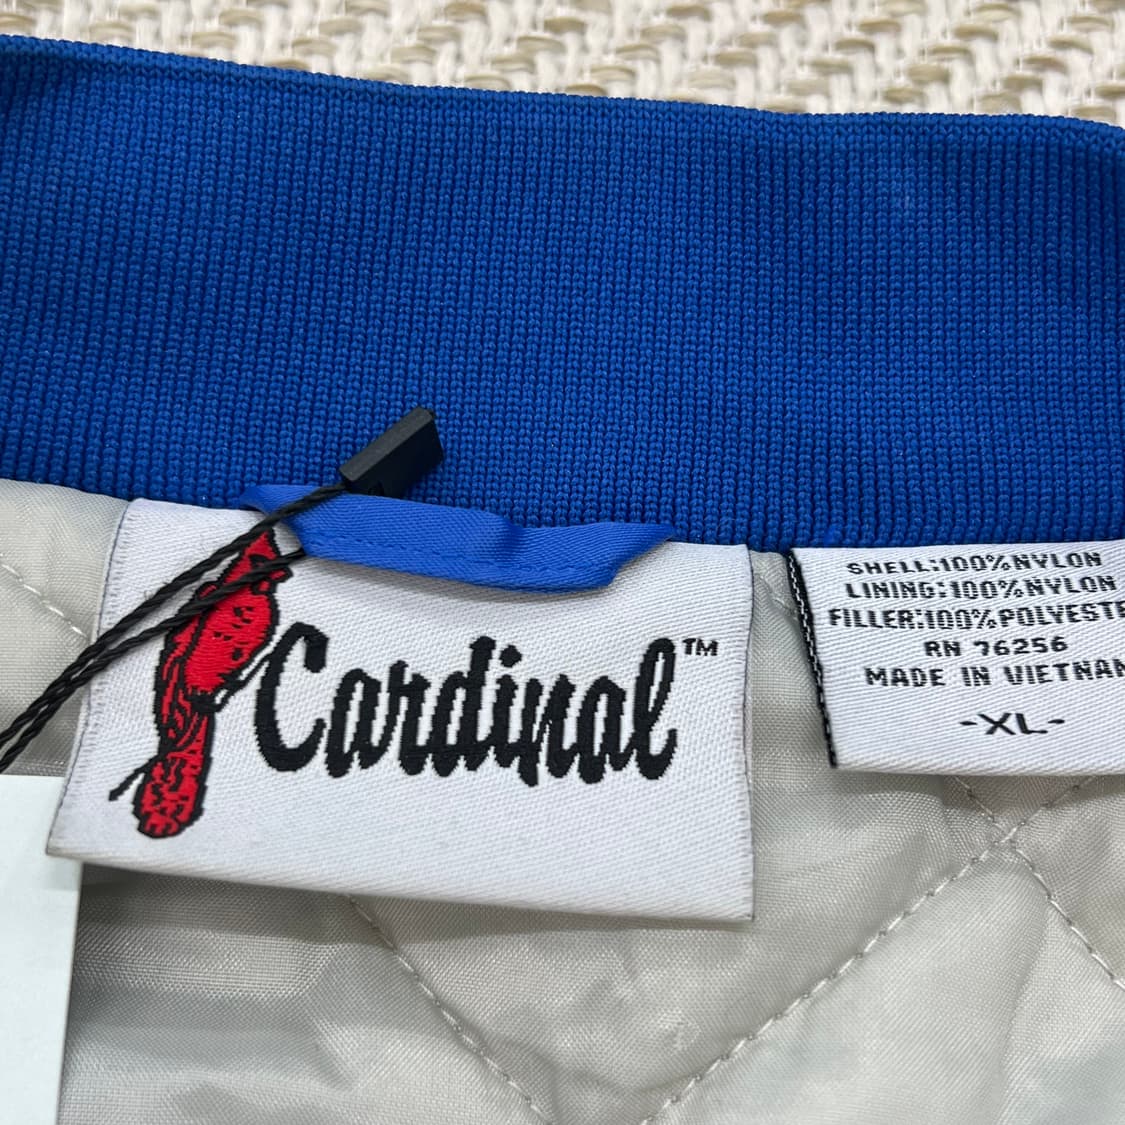 Cardinal™
SHELL:100%NYLON
LINING:100%NYLON
FILLER:100%POLYESTE
RN 76256
MADE IN VIETNAM
-XL-